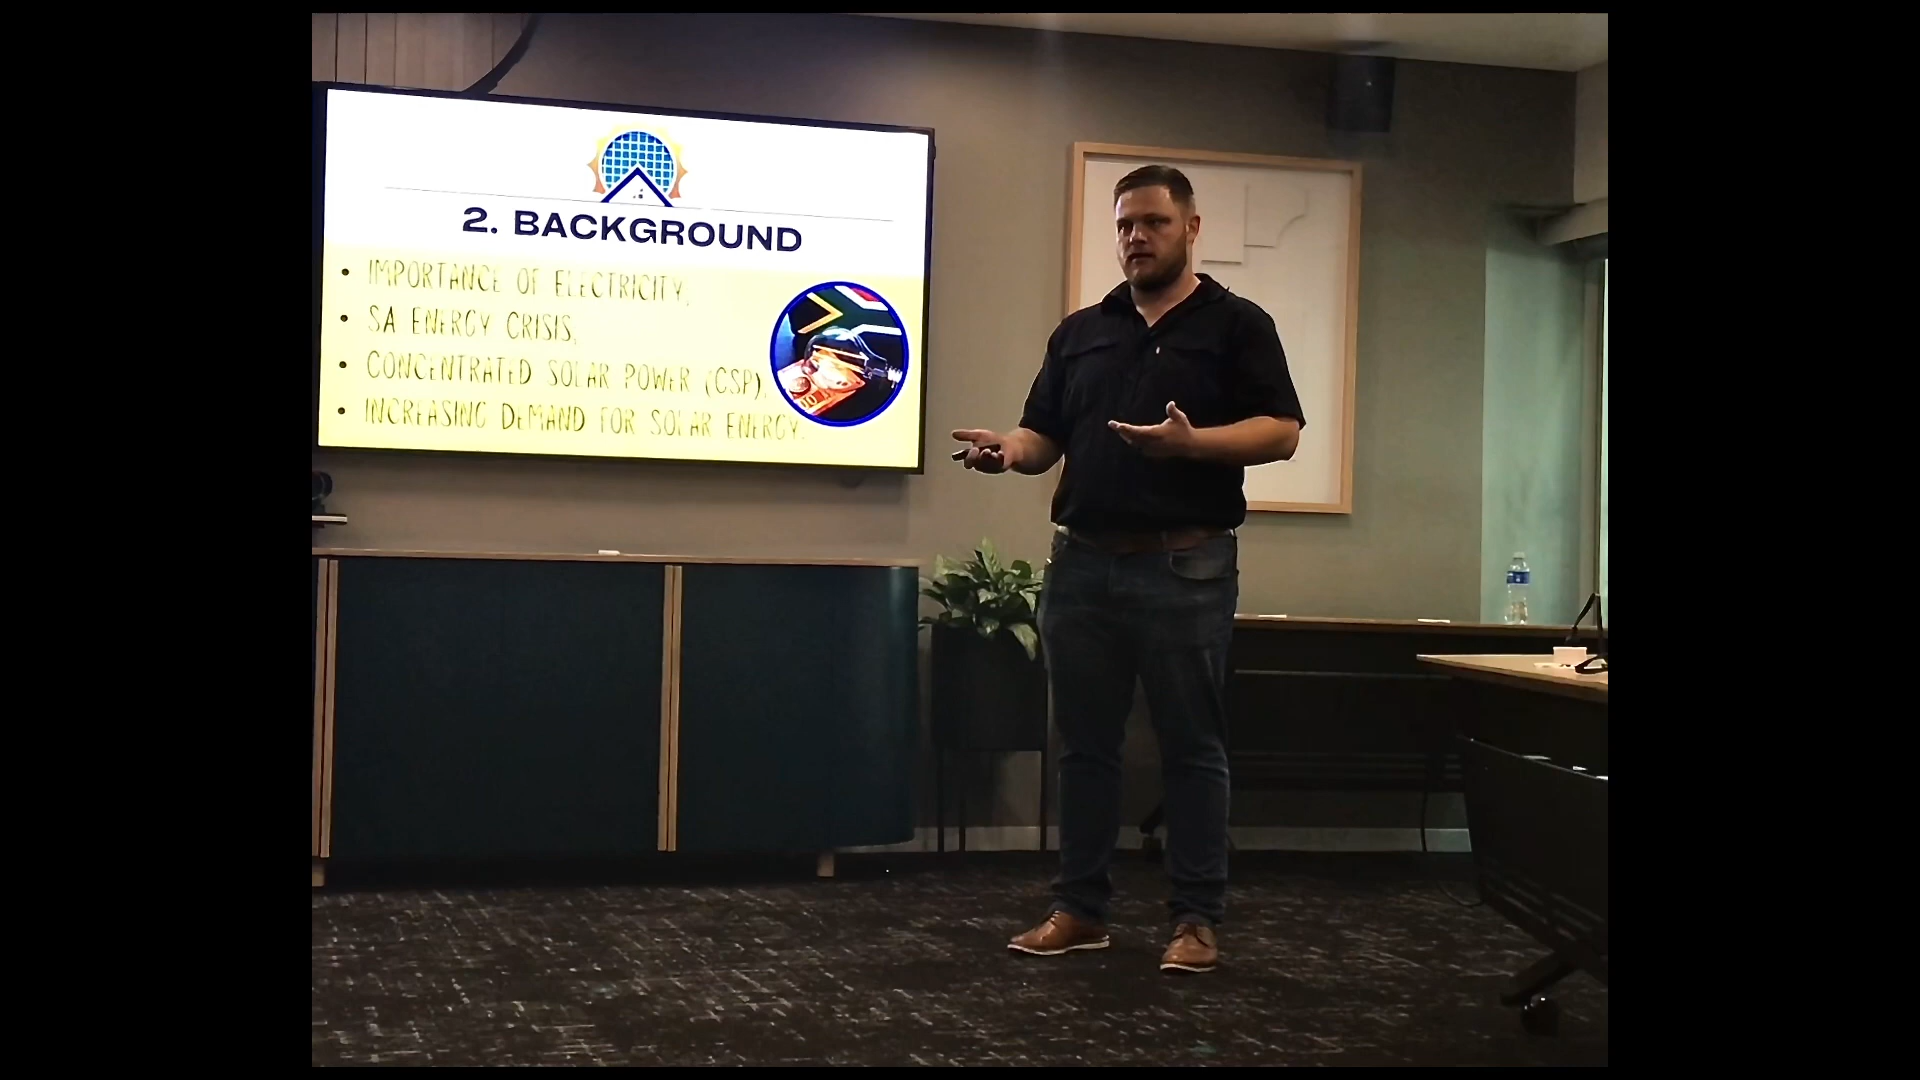 2. BACKGROUND
• IMPORTANCE OF ELECTRICITY,
• SA ENERGY CRISIS,
• CONCENTRATED SOLAR POWER (CSP),
• INCREASING DEMAND FOR SOLAR ENERGY.